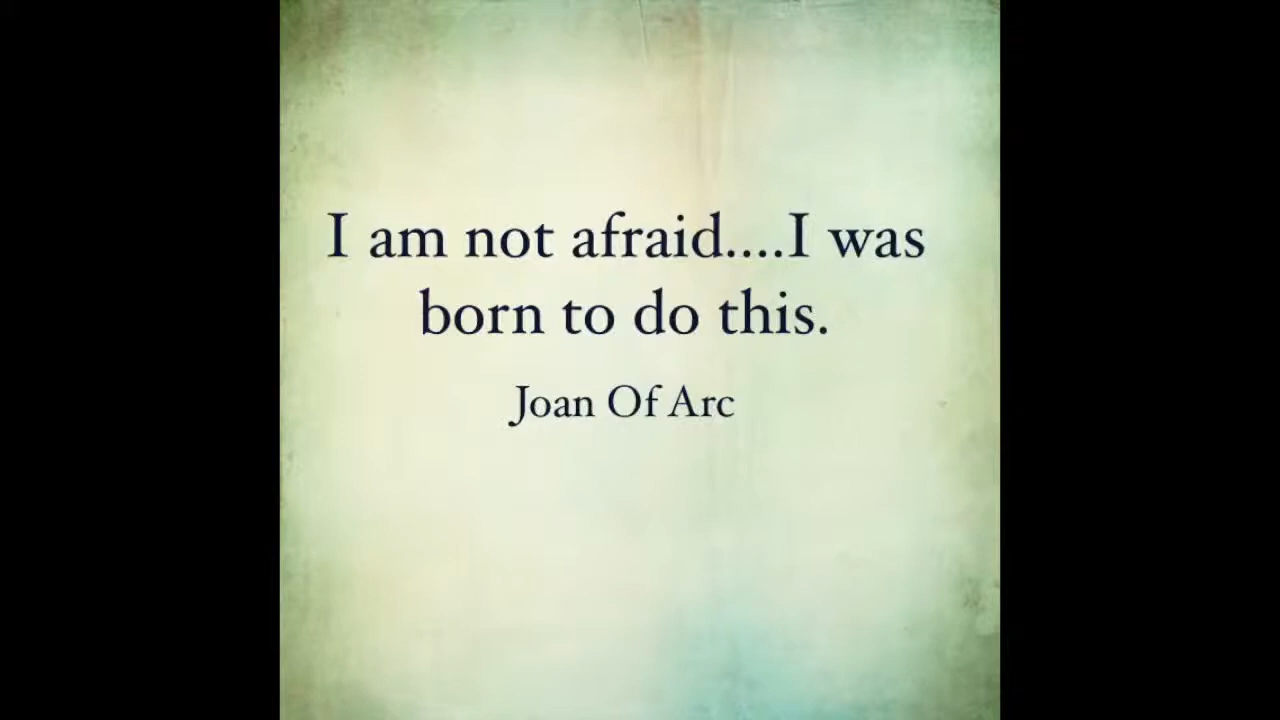 I am not afraid....I was
born to do this.
Joan Of Arc